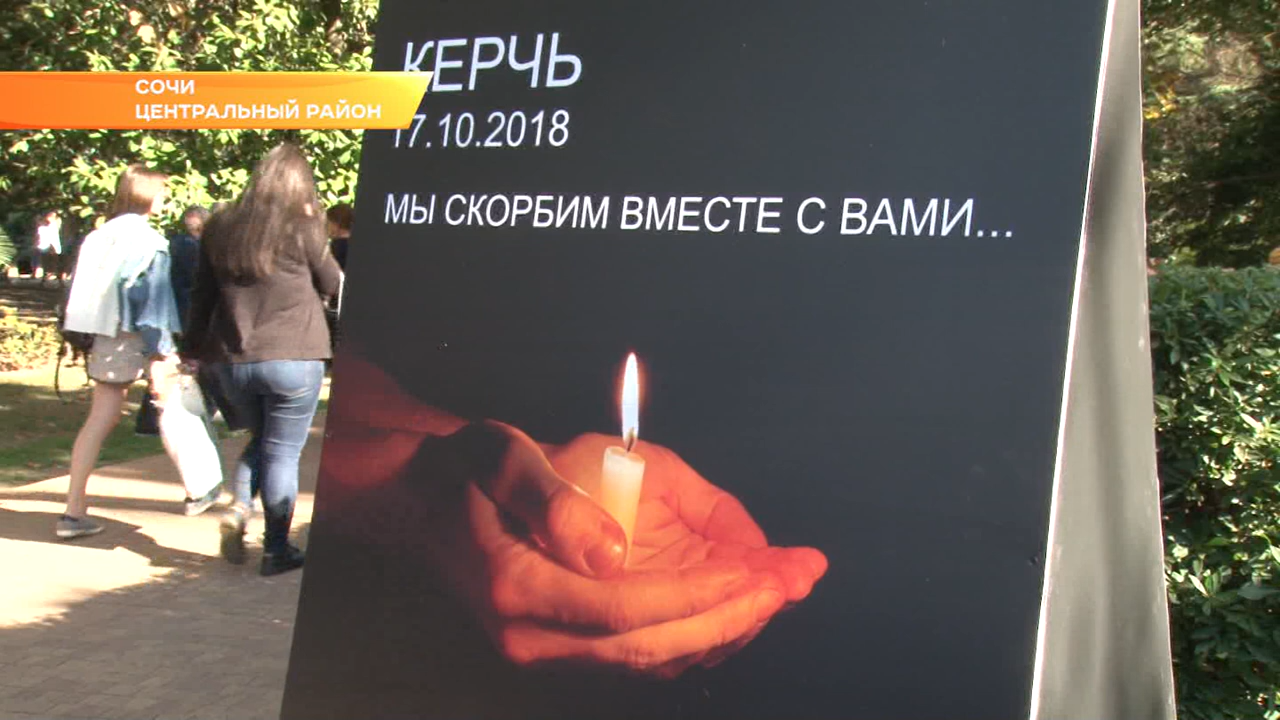 КЕРЧЬ
СОЧИ
ЦЕНТРАЛЬНЫЙ РАЙОН
17.10.2018
МЫ СКОРБИМ ВМЕСТЕ С ВАМИ...